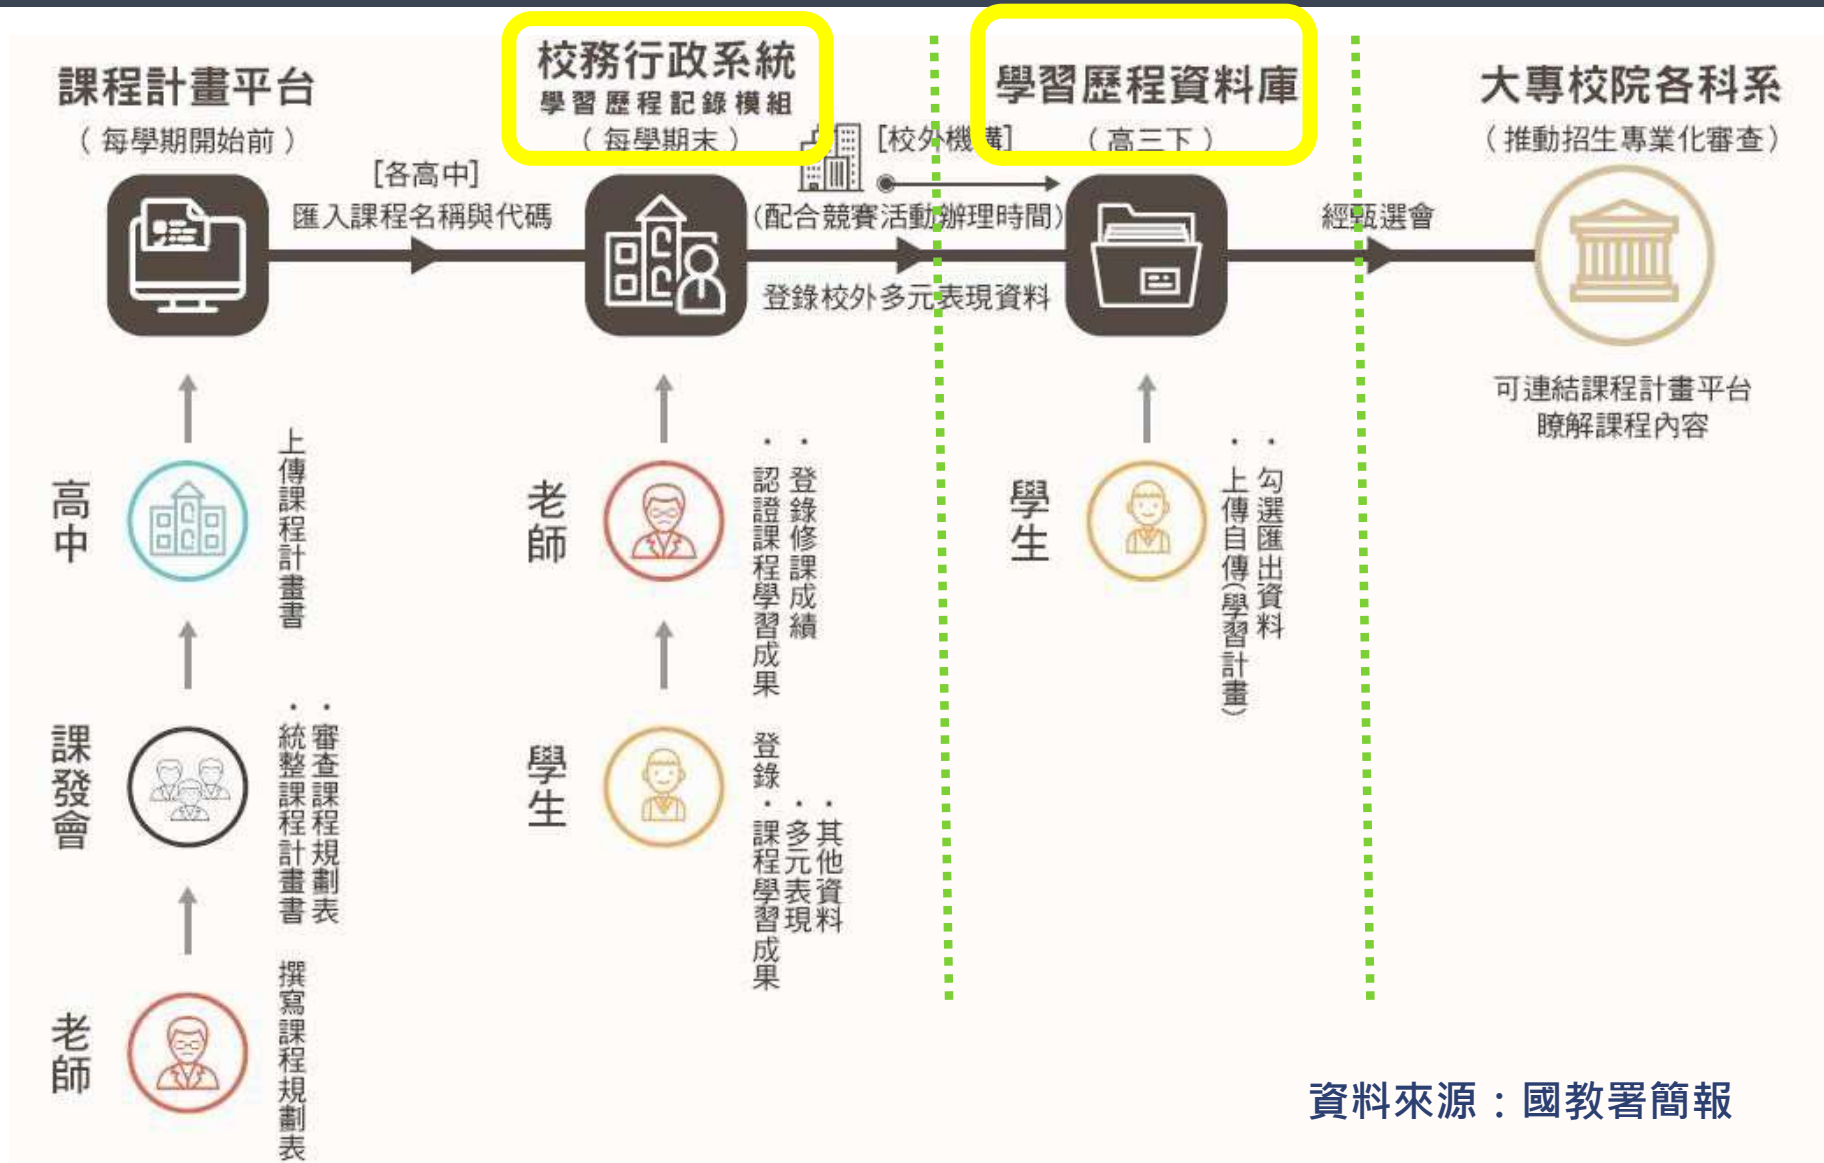 課程計畫平台
（每學期開始前）
[各高中]
匯入課程名稱與代碼
校務行政系統
學習歷程記錄模組
（每學期末）
[校外機構]
（配合競賽活動辦理時間）
登錄校外多元表現資料
學習歷程資料庫
（高三下）
經甄選會
大專校院各科系
（推動招生專業化審查）
可連結課程計畫平台
瞭解課程內容
高中
上傳課程計畫書
課發會
・審查課程規劃表
・統整課程計畫書
老師
撰寫課程規劃表
老師
・登錄修課成績
・認證課程學習成果
學生
登錄
・其他資料
・多元表現
・課程學習成果
學生
・勾選匯出資料
・上傳自傳（學習計畫）
資料來源：國教署簡報